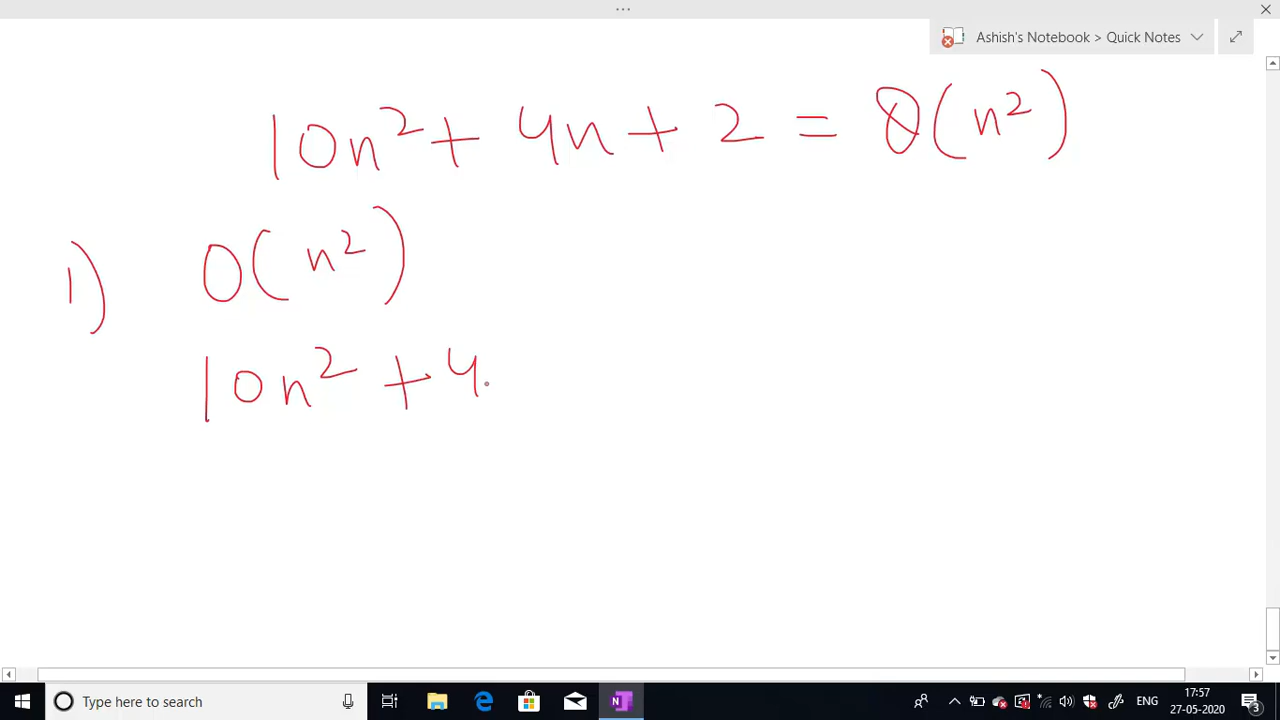 ...
Ashish's Notebook > Quick Notes
10n² + 4n + 2 = θ(n²)
1) O(n²)
10n² + 4
Type here to search
ENG
17:57
27-05-2020
3